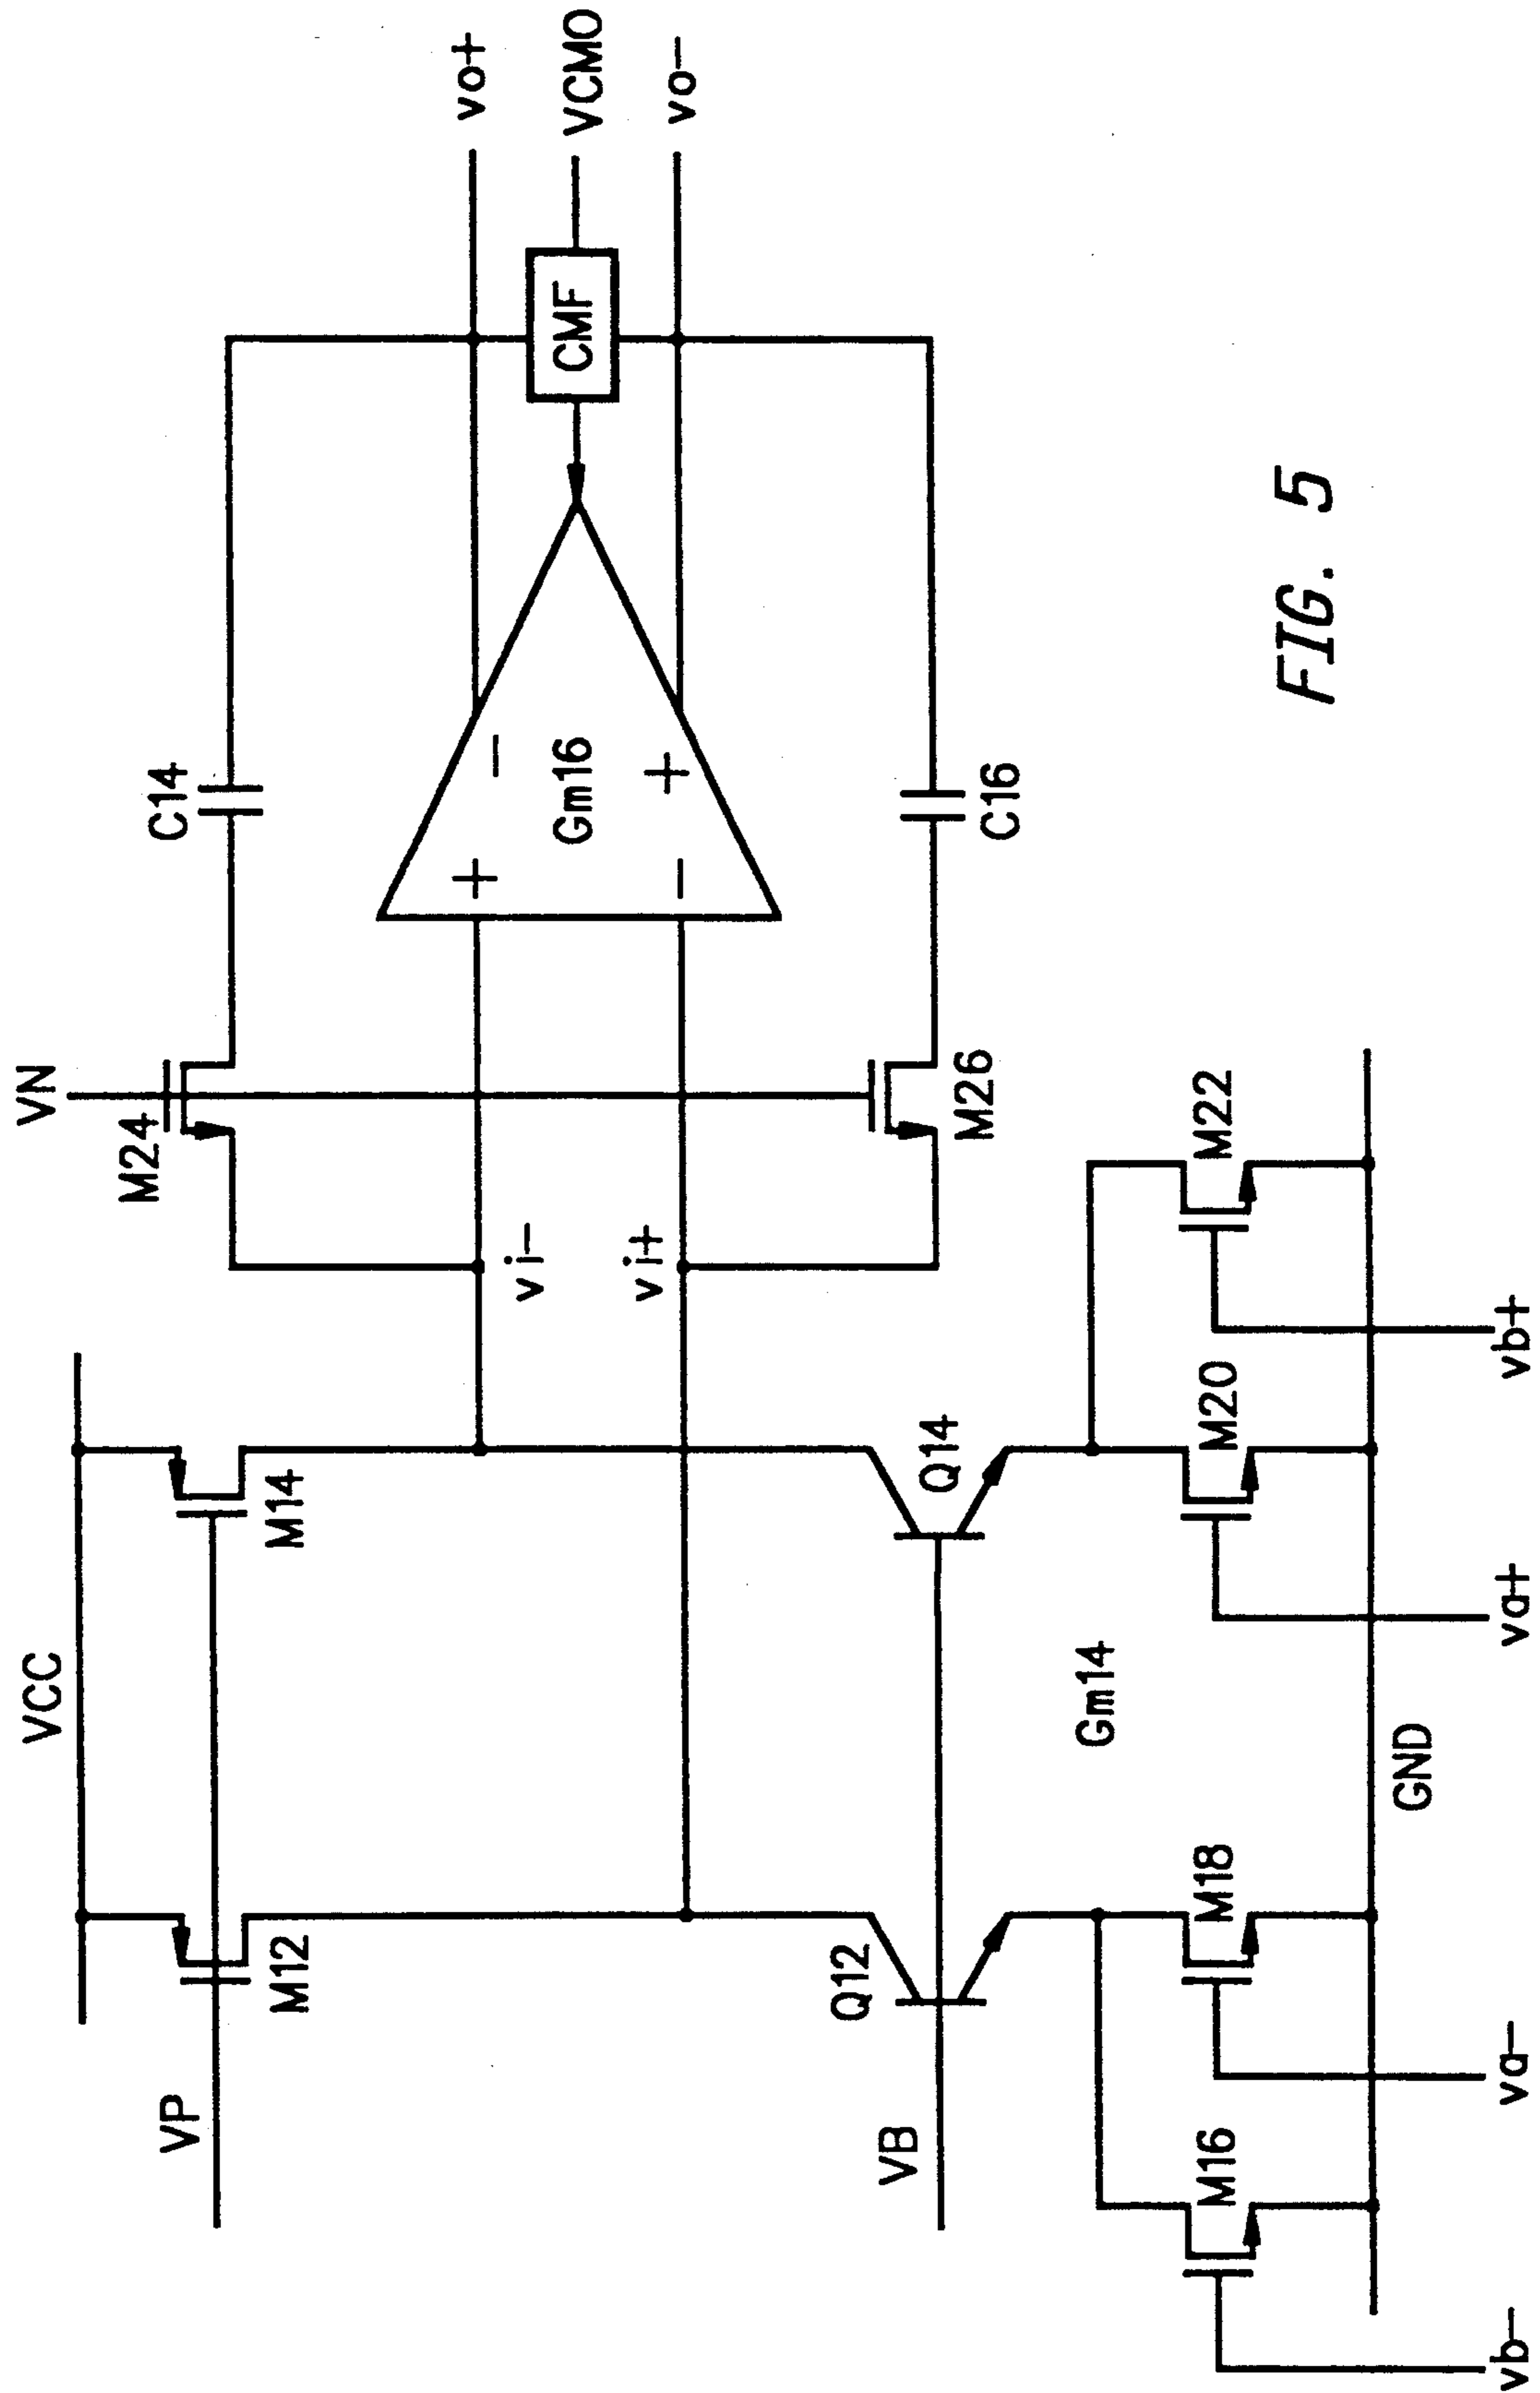 VCC
VN
VP
M12
M14
M24
C14
vo+
VCMO
vo-
CMF
Gm16
+
-
-
+
vi-
vi+
M26
C16
VB
Q12
Q14
Gm14
M16
M18
M20
M22
GND
vb-
va-
va+
vb+
FIG. 5